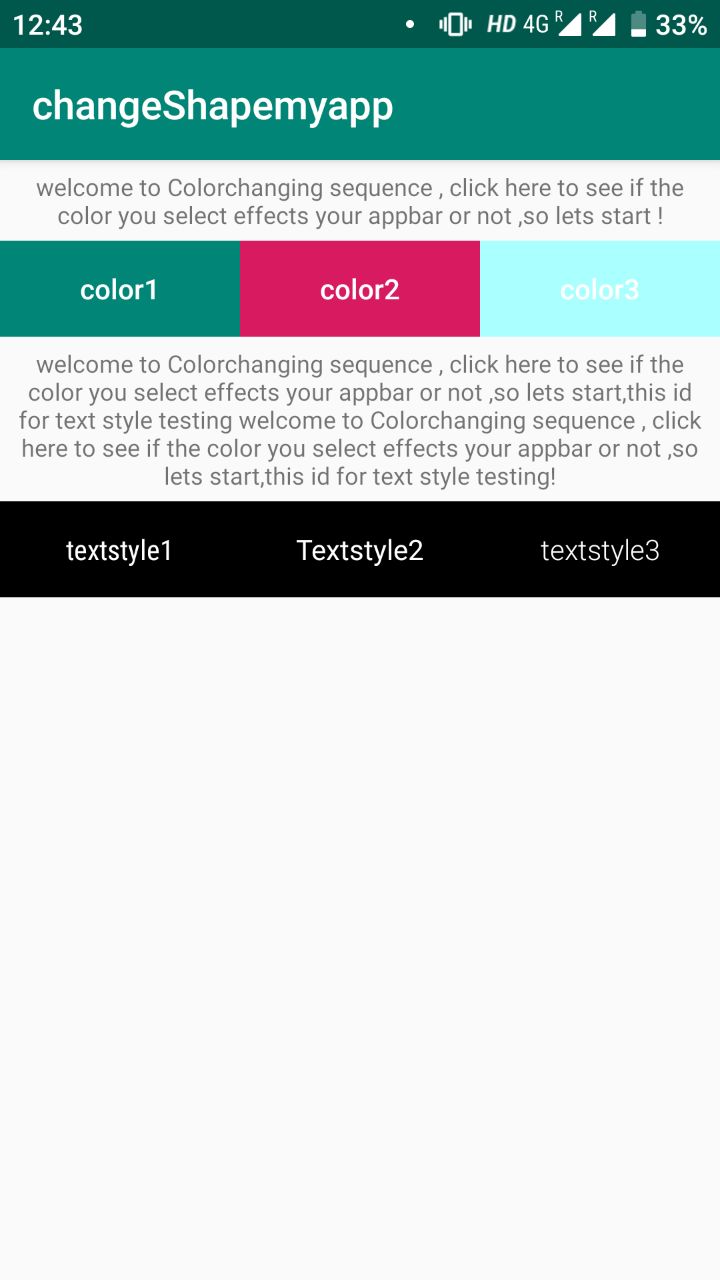 12:43 HD 4G R R 33%
changeShapemyapp
welcome to Colorchanging sequence , click here to see if the
color you select effects your appbar or not ,so lets start !
color1 color2 color3
welcome to Colorchanging sequence , click here to see if the
color you select effects your appbar or not ,so lets start,this id
for text style testing welcome to Colorchanging sequence , click
here to see if the color you select effects your appbar or not ,so
lets start,this id for text style testing!
textstyle1 Textstyle2 textstyle3